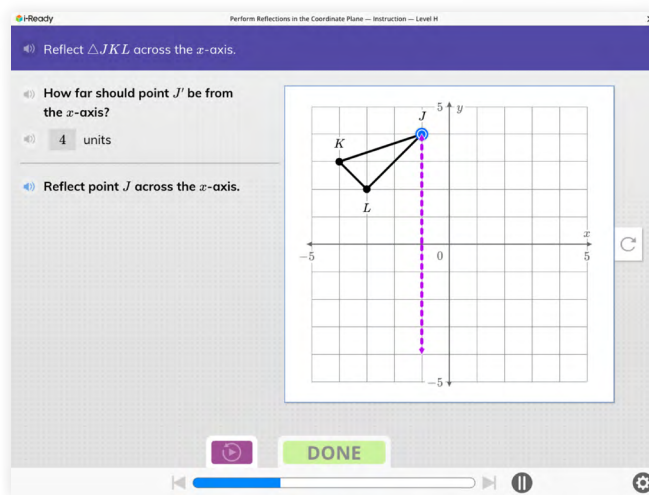 i-Ready
Perform Reflections in the Coordinate Plane — Instruction — Level H
Reflect △JKL across the x-axis.
How far should point J′ be from
the x-axis?
4 units
Reflect point J across the x-axis.
5 y
J
K
L
x
−5 0 5
−5
DONE